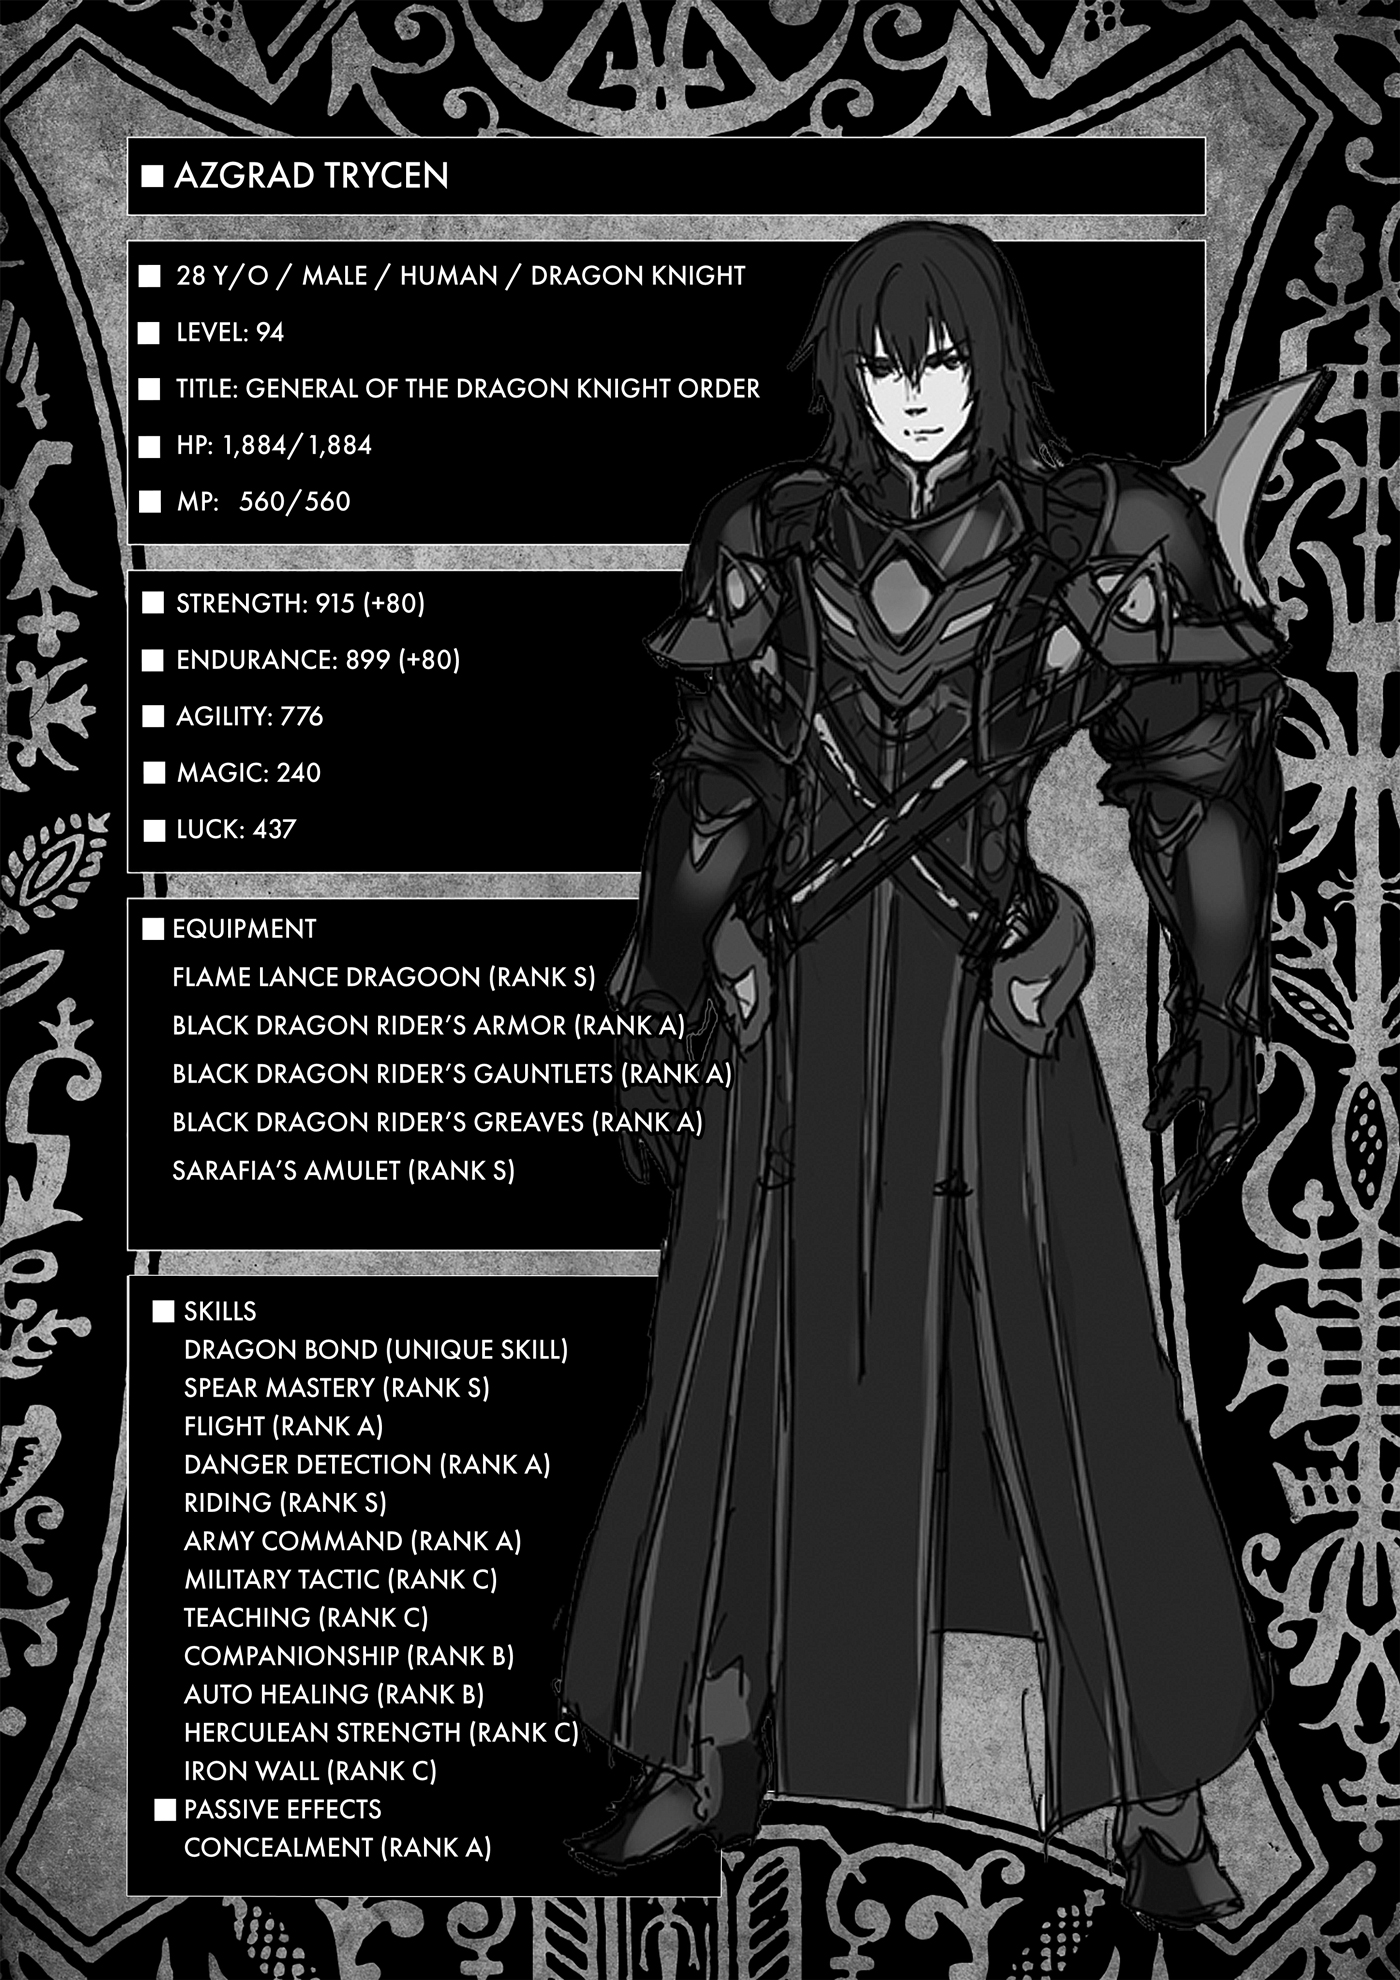 AZGRAD TRYCEN
28 Y/O / MALE / HUMAN / DRAGON KNIGHT
LEVEL: 94
TITLE: GENERAL OF THE DRAGON KNIGHT ORDER
HP: 1,884/1,884
MP: 560/560
STRENGTH: 915 (+80)
ENDURANCE: 899 (+80)
AGILITY: 776
MAGIC: 240
LUCK: 437
EQUIPMENT
FLAME LANCE DRAGOON (RANK S)
BLACK DRAGON RIDER'S ARMOR (RANK A)
BLACK DRAGON RIDER'S GAUNTLETS (RANK A)
BLACK DRAGON RIDER'S GREAVES (RANK A)
SARAFIA'S AMULET (RANK S)
SKILLS
DRAGON BOND (UNIQUE SKILL)
SPEAR MASTERY (RANK S)
FLIGHT (RANK A)
DANGER DETECTION (RANK A)
RIDING (RANK S)
ARMY COMMAND (RANK A)
MILITARY TACTIC (RANK C)
TEACHING (RANK C)
COMPANIONSHIP (RANK B)
AUTO HEALING (RANK B)
HERCULEAN STRENGTH (RANK C)
IRON WALL (RANK C)
PASSIVE EFFECTS
CONCEALMENT (RANK A)